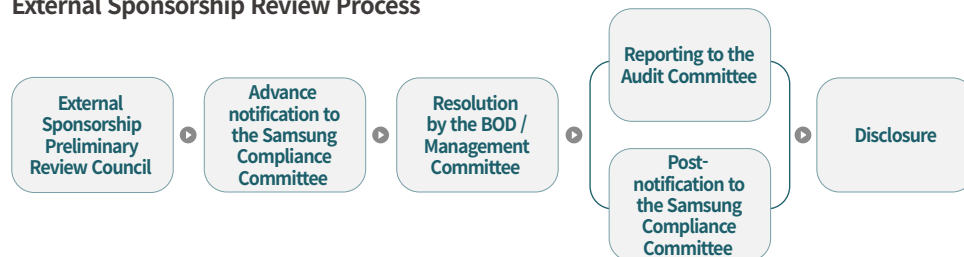 External Sponsorship Review Process
External
Sponsorship
Preliminary
Review Council
Advance
notification to
the Samsung
Compliance
Committee
Resolution
by the BOD /
Management
Committee
Reporting to the
Audit Committee
Post-
notification to
the Samsung
Compliance
Committee
Disclosure